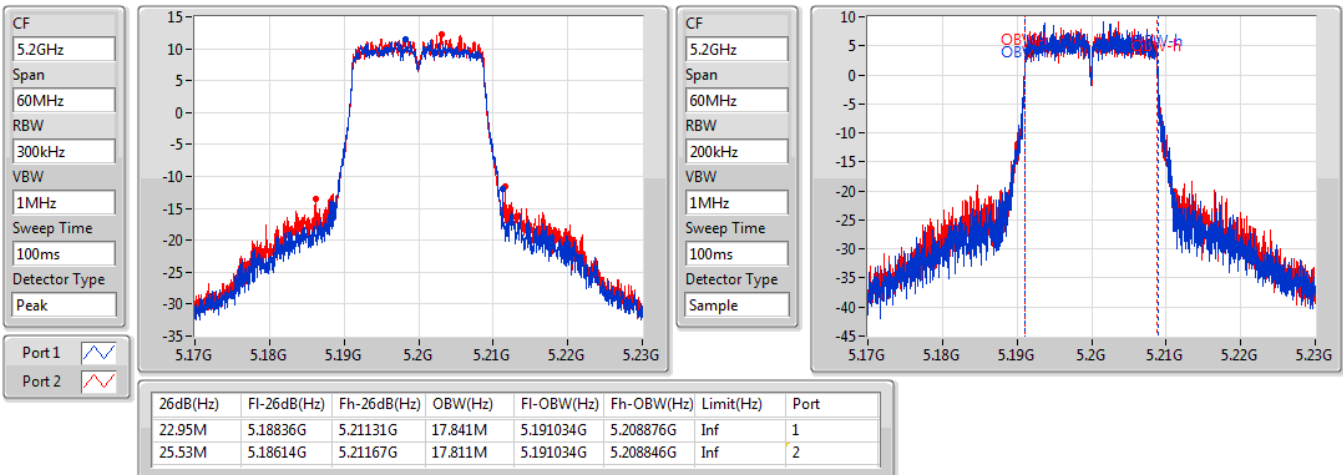 CF
5.2GHz
Span
60MHz
RBW
300kHz
VBW
1MHz
Sweep Time
100ms
Detector Type
Peak
Port 1
Port 2
15
10
5
0
-5
-10
-15
-20
-25
-30
-35
5.17G 5.18G 5.19G 5.2G 5.21G 5.22G 5.23G
CF
5.2GHz
Span
60MHz
RBW
200kHz
VBW
1MHz
Sweep Time
100ms
Detector Type
Sample
10
5
0
-5
-10
-15
-20
-25
-30
-35
-40
-45
5.17G 5.18G 5.19G 5.2G 5.21G 5.22G 5.23G
26dB(Hz) Fl-26dB(Hz) Fh-26dB(Hz) OBW(Hz) Fl-OBW(Hz) Fh-OBW(Hz) Limit(Hz) Port
22.95M 5.18836G 5.21131G 17.841M 5.191034G 5.208876G Inf 1
25.53M 5.18614G 5.21167G 17.811M 5.191034G 5.208846G Inf 2